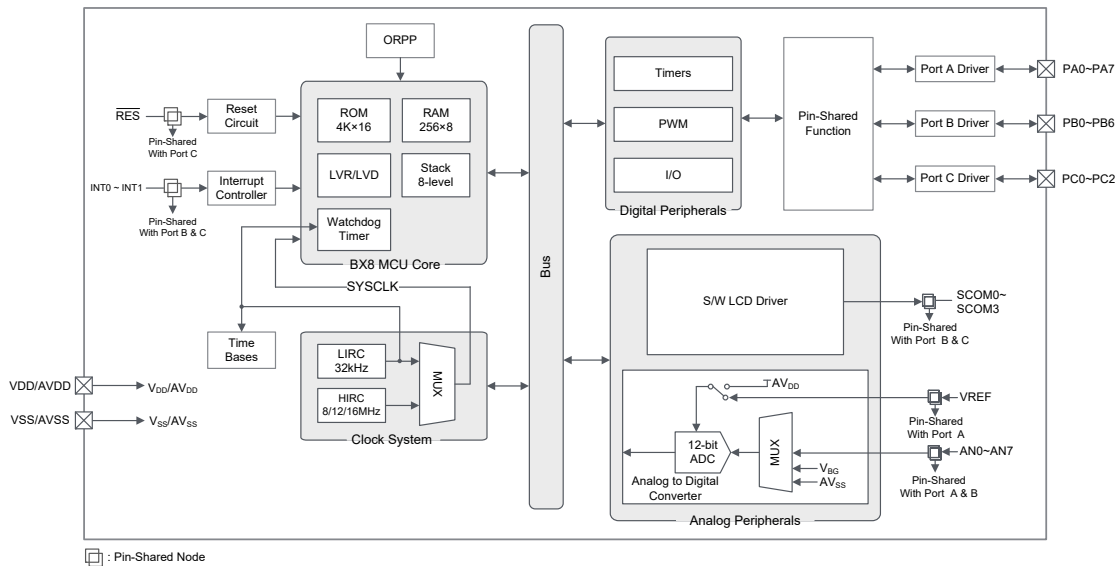 ORPP
RES
Pin-Shared
With Port C
Reset
Circuit
INT0 ~ INT1
Pin-Shared
With Port B & C
Interrupt
Controller
ROM
4K×16
RAM
256×8
LVR/LVD
Stack
8-level
Watchdog
Timer
BX8 MCU Core
SYSCLK
Time
Bases
LIRC
32kHz
HIRC
8/12/16MHz
MUX
Clock System
VDD/AVDD
VDD/AVDD
VSS/AVSS
VSS/AVSS
Bus
Timers
PWM
I/O
Digital Peripherals
Pin-Shared
Function
Port A Driver
PA0~PA7
Port B Driver
PB0~PB6
Port C Driver
PC0~PC2
S/W LCD Driver
SCOM0~
SCOM3
Pin-Shared
With Port B & C
AVDD
VREF
Pin-Shared
With Port A
12-bit
ADC
MUX
AN0~AN7
VBG
AVSS
Pin-Shared
With Port A & B
Analog to Digital
Converter
Analog Peripherals
: Pin-Shared Node